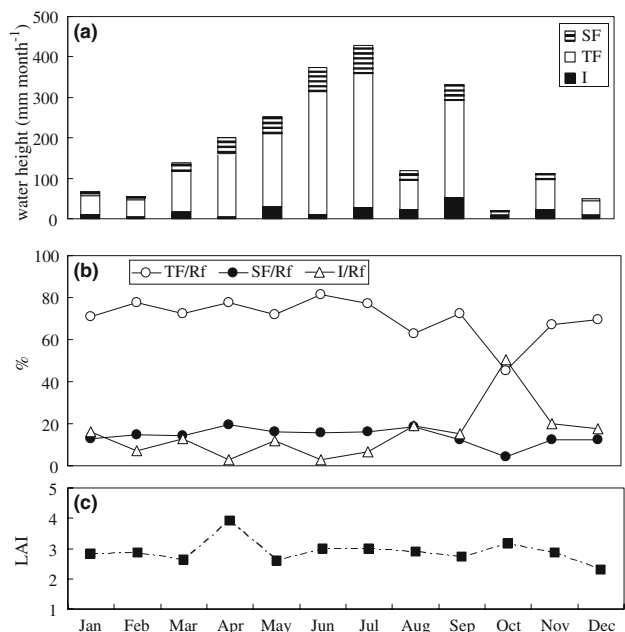 (a)
500
400
300
200
100
0
water height (mm month-1)
SF
TF
I
(b)
TF/Rf SF/Rf I/Rf
100
80
60
40
20
0
%
(c)
5
4
3
2
1
LAI
Jan Feb Mar Apr May Jun Jul Aug Sep Oct Nov Dec